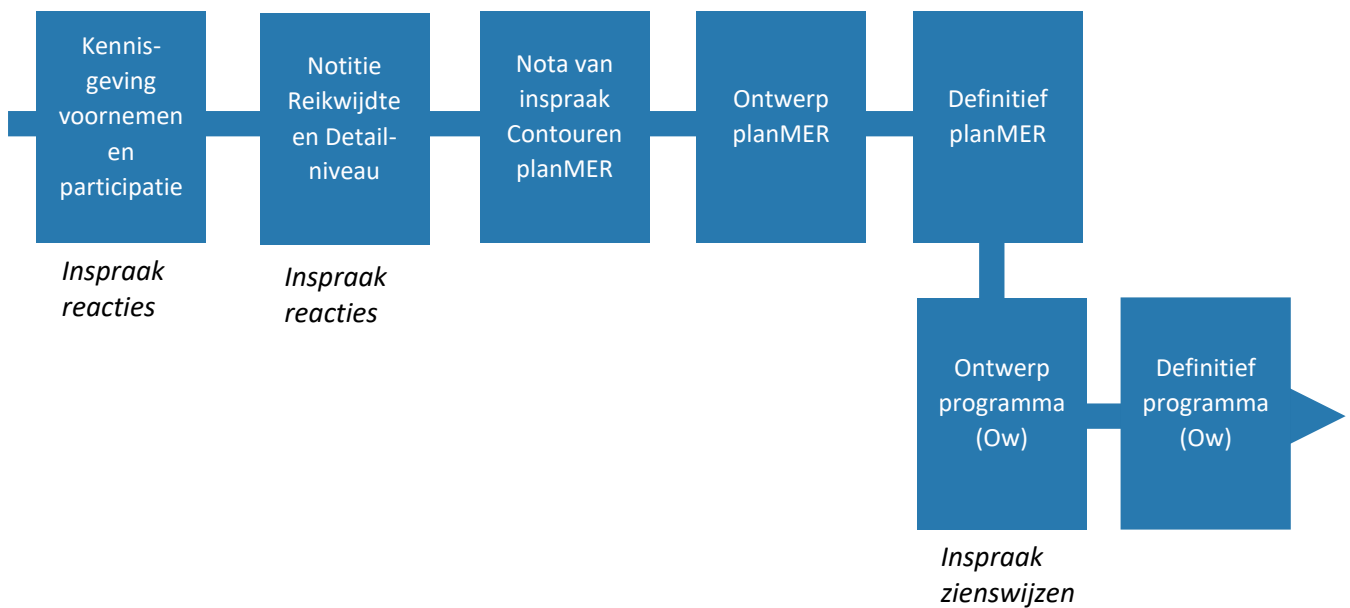 Kennis-
geving
voornemen
en
participatie
Notitie
Reikwijdte
en Detail-
niveau
Nota van
inspraak
Contouren
planMER
Ontwerp
planMER
Definitief
planMER
Inspraak
reacties
Inspraak
reacties
Ontwerp
programma
(Ow)
Definitief
programma
(Ow)
Inspraak
zienswijzen